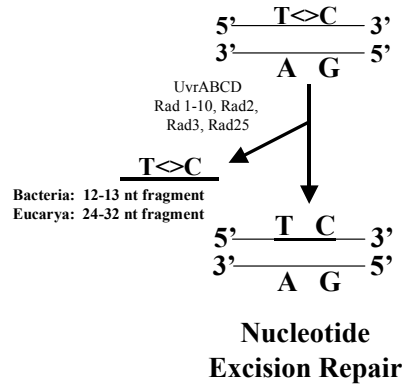 5’ T<>C 3’
3’ 5’
A G
UvrABCD
Rad 1-10, Rad2,
Rad3, Rad25
T<>C
Bacteria: 12-13 nt fragment
Eucarya: 24-32 nt fragment
5’ T C 3’
3’ 5’
A G
Nucleotide
Excision Repair